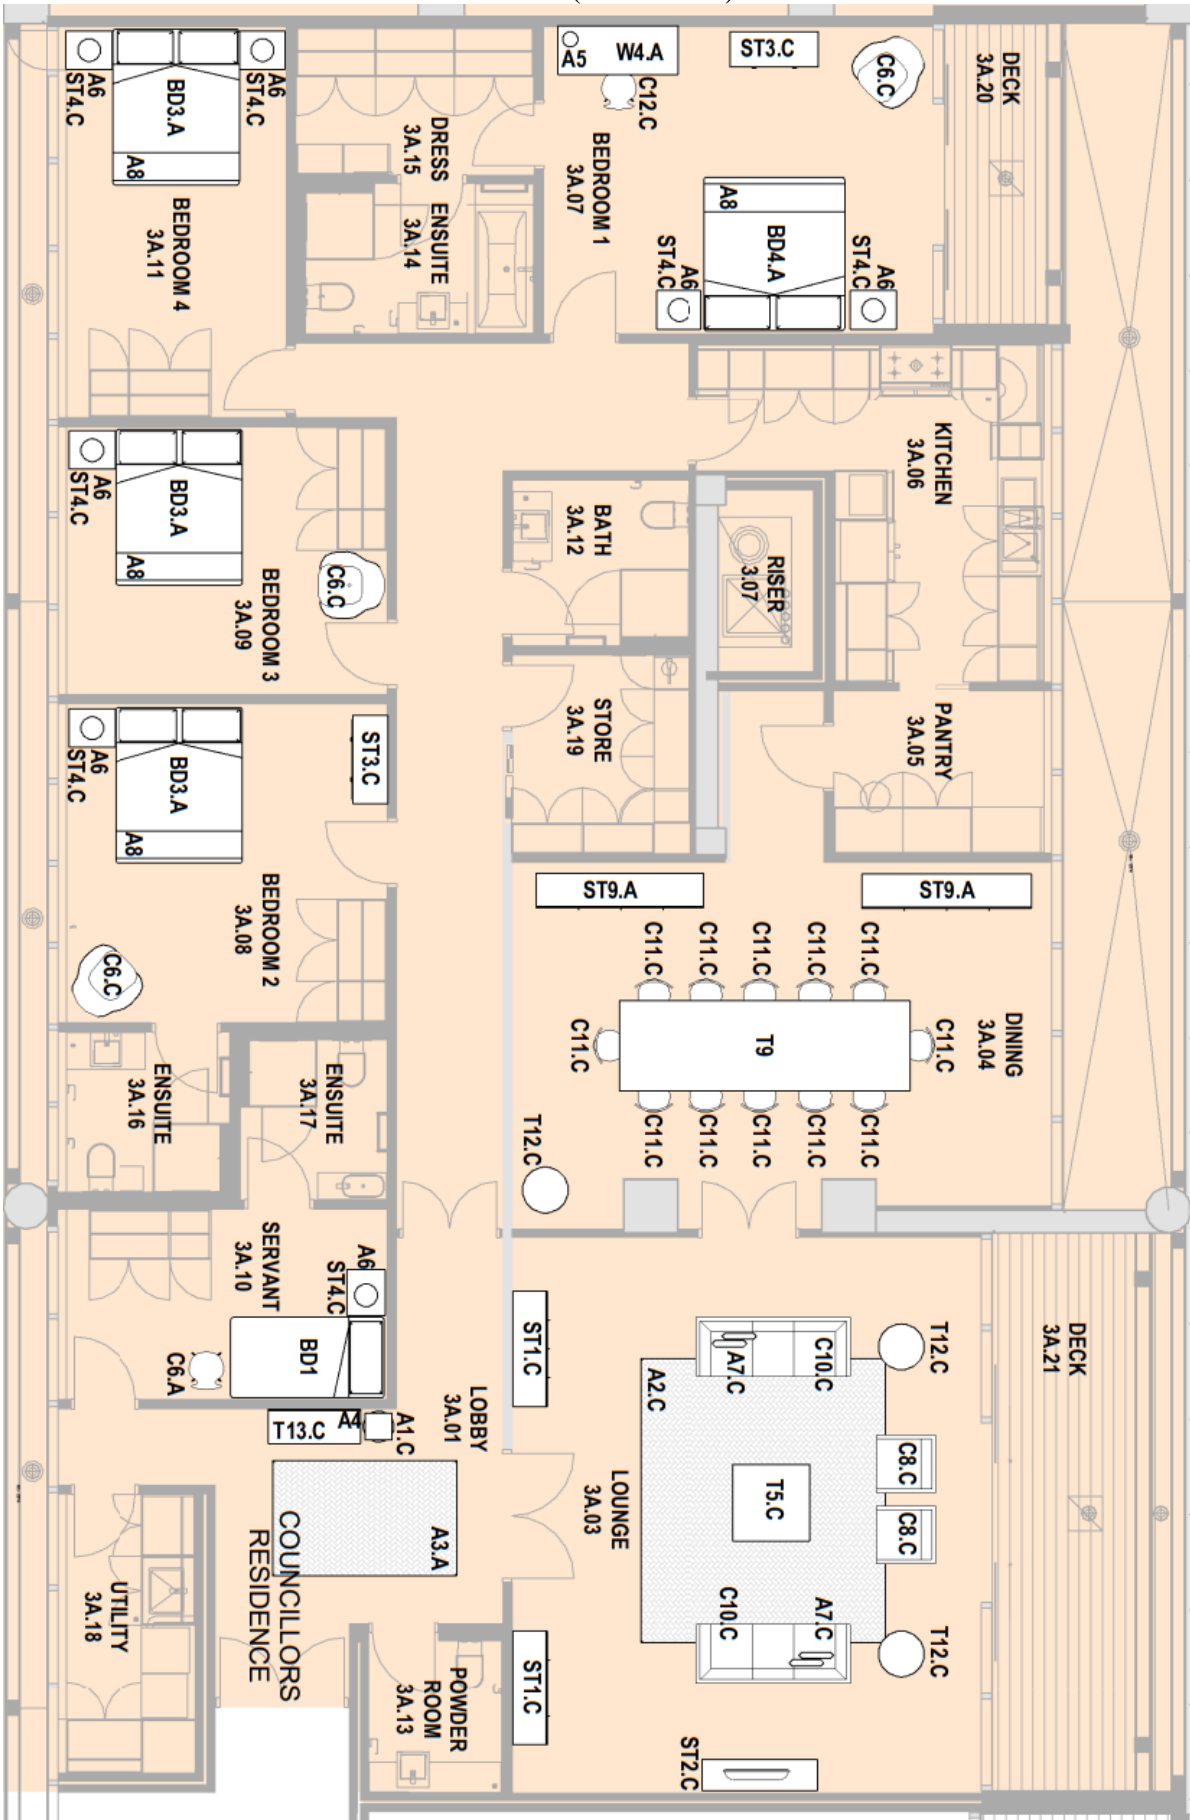 A6
ST4.C
BD3.A
A6
ST4.C
A8
BEDROOM 4
3A.11
DRESS
3A.15
ENSUITE
3A.14
A5
W4.A
C12.C
ST3.C
C6.C
BEDROOM 1
3A.07
A8
BD4.A
A6
ST4.C
A6
ST4.C
DECK
3A.20
KITCHEN
3A.06
BATH
3A.12
RISER
3.07
A6
ST4.C
BD3.A
A8
C6.C
BEDROOM 3
3A.09
STORE
3A.19
PANTRY
3A.05
A6
ST4.C
BD3.A
A8
ST3.C
BEDROOM 2
3A.08
C6.C
ST9.A
ST9.A
C11.C
C11.C
C11.C
C11.C
C11.C
C11.C
T9
C11.C
DINING
3A.04
C11.C
C11.C
C11.C
C11.C
C11.C
T12.C
ENSUITE
3A.16
ENSUITE
3A.17
SERVANT
3A.10
A6
ST4.C
BD1
C6.A
T13.C
A4
A1.C
LOBBY
3A.01
A3.A
COUNCILLORS
RESIDENCE
UTILITY
3A.18
POWDER
ROOM
3A.13
ST1.C
LOUNGE
3A.03
ST1.C
A2.C
A7.C
C10.C
T12.C
T5.C
C8.C
C8.C
C10.C
A7.C
T12.C
ST2.C
DECK
3A.21